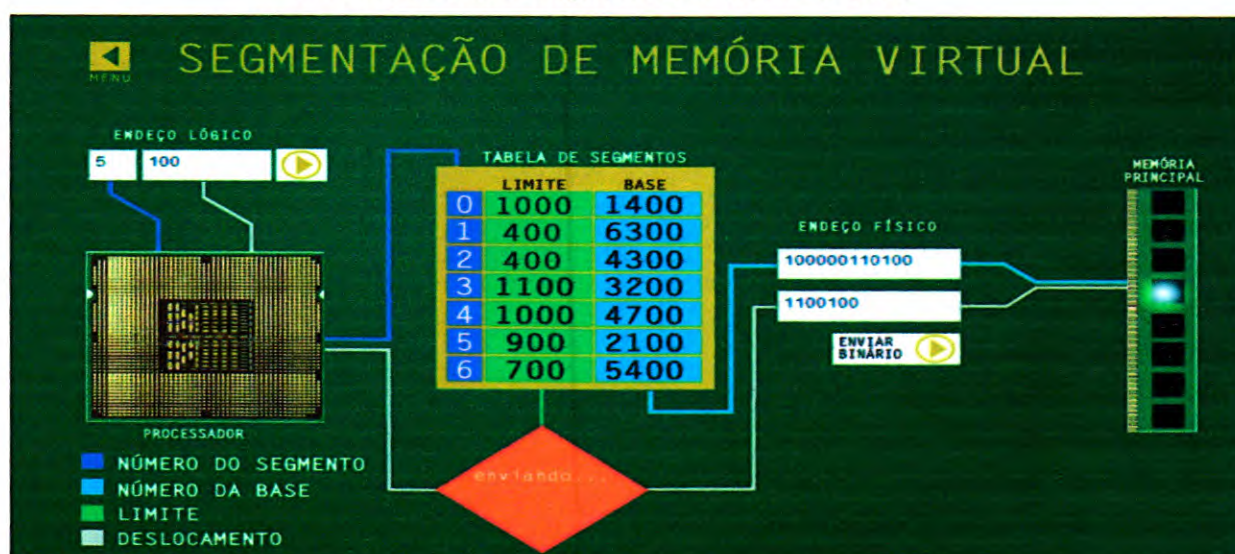 SEGMENTAÇÃO DE MEMÓRIA VIRTUAL
MENU
ENDEÇO LÓGICO
5 100
TABELA DE SEGMENTOS
LIMITE BASE
0 1000 1400
1 400 6300
2 400 4300
3 1100 3200
4 1000 4700
5 900 2100
6 700 5400
ENDEÇO FÍSICO
100000110100
1100100
ENVIAR
BINÁRIO
MEMÓRIA
PRINCIPAL
PROCESSADOR
enviando...
NÚMERO DO SEGMENTO
NÚMERO DA BASE
LIMITE
DESLOCAMENTO